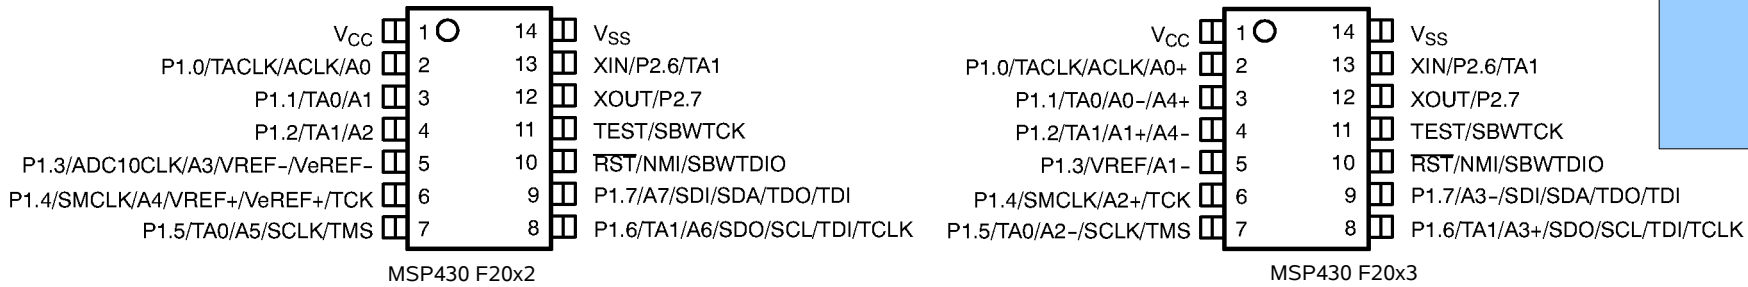 VCC 1 14 VSS
P1.0/TACLK/ACLK/A0 2 13 XIN/P2.6/TA1
P1.1/TA0/A1 3 12 XOUT/P2.7
P1.2/TA1/A2 4 11 TEST/SBWTCK
P1.3/ADC10CLK/A3/VREF−/VeREF− 5 10 RST/NMI/SBWTDIO
P1.4/SMCLK/A4/VREF+/VeREF+/TCK 6 9 P1.7/A7/SDI/SDA/TDO/TDI
P1.5/TA0/A5/SCLK/TMS 7 8 P1.6/TA1/A6/SDO/SCL/TDI/TCLK
MSP430 F20x2
VCC 1 14 VSS
P1.0/TACLK/ACLK/A0+ 2 13 XIN/P2.6/TA1
P1.1/TA0/A0−/A4+ 3 12 XOUT/P2.7
P1.2/TA1/A1+/A4− 4 11 TEST/SBWTCK
P1.3/VREF/A1− 5 10 RST/NMI/SBWTDIO
P1.4/SMCLK/A2+/TCK 6 9 P1.7/A3−/SDI/SDA/TDO/TDI
P1.5/TA0/A2−/SCLK/TMS 7 8 P1.6/TA1/A3+/SDO/SCL/TDI/TCLK
MSP430 F20x3